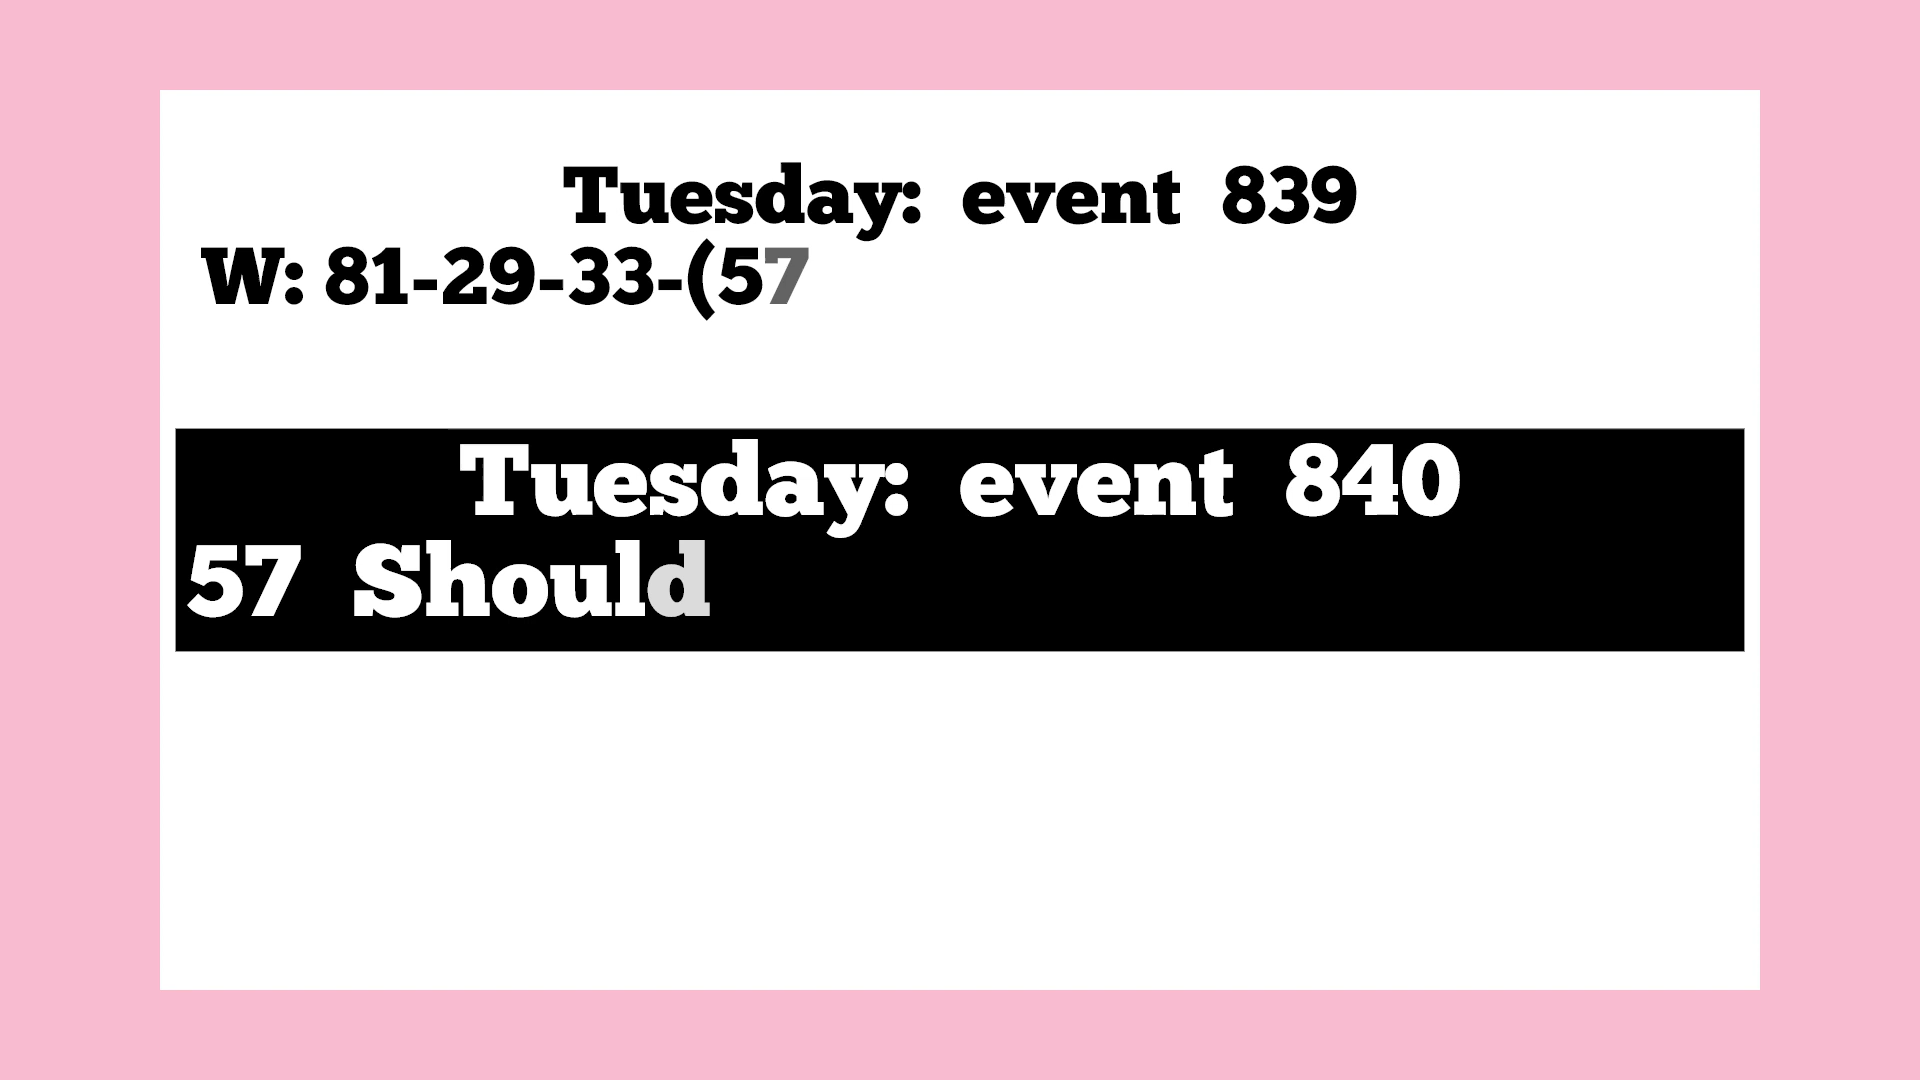 Tuesday: event 839
W: 81-29-33-(57
Tuesday: event 840
57 Should